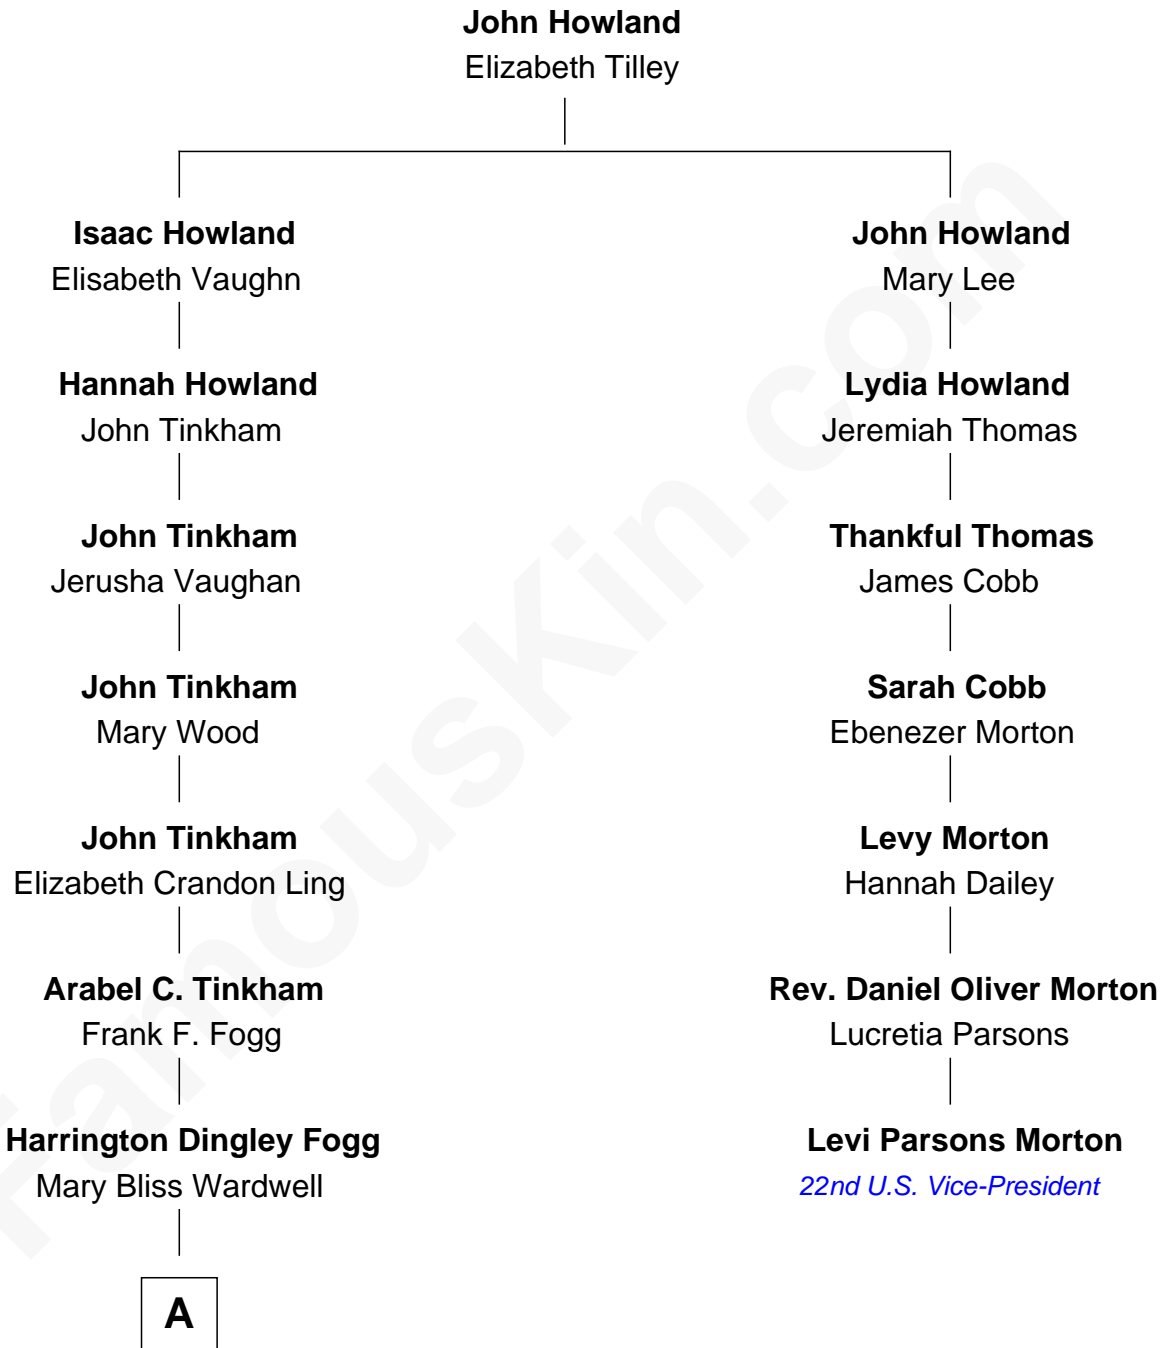 John Howland
Elizabeth Tilley
Isaac Howland
Elisabeth Vaughn
John Howland
Mary Lee
Hannah Howland
John Tinkham
Lydia Howland
Jeremiah Thomas
John Tinkham
Jerusha Vaughan
Thankful Thomas
James Cobb
John Tinkham
Mary Wood
Sarah Cobb
Ebenezer Morton
John Tinkham
Elizabeth Crandon Ling
Levy Morton
Hannah Dailey
Arabel C. Tinkham
Frank F. Fogg
Rev. Daniel Oliver Morton
Lucretia Parsons
Harrington Dingley Fogg
Mary Bliss Wardwell
Levi Parsons Morton
22nd U.S. Vice-President
A
FamousKin.com